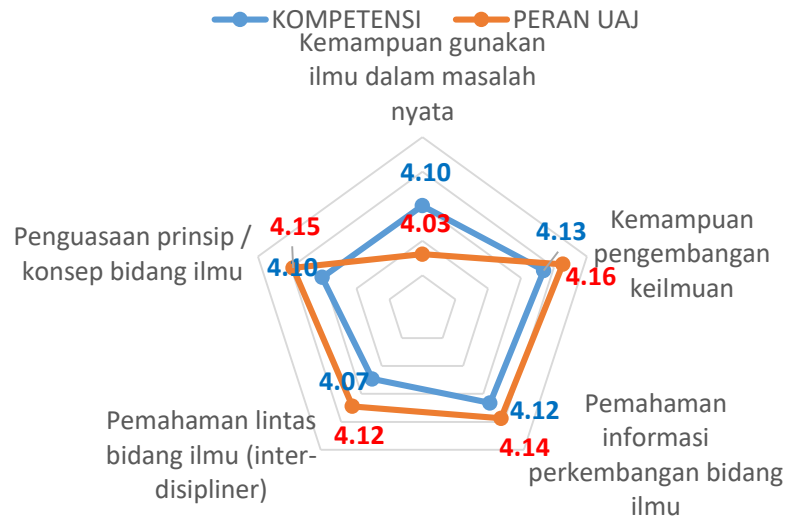 KOMPETENSI PERAN UAJ
Kemampuan gunakan
ilmu dalam masalah
nyata
4.10
4.03
4.13
4.16
Kemampuan
pengembangan
keilmuan
4.12
4.14
Pemahaman
informasi
perkembangan bidang
ilmu
4.07
4.12
Pemahaman lintas
bidang ilmu (inter-
disipliner)
4.15
4.10
Penguasaan prinsip /
konsep bidang ilmu